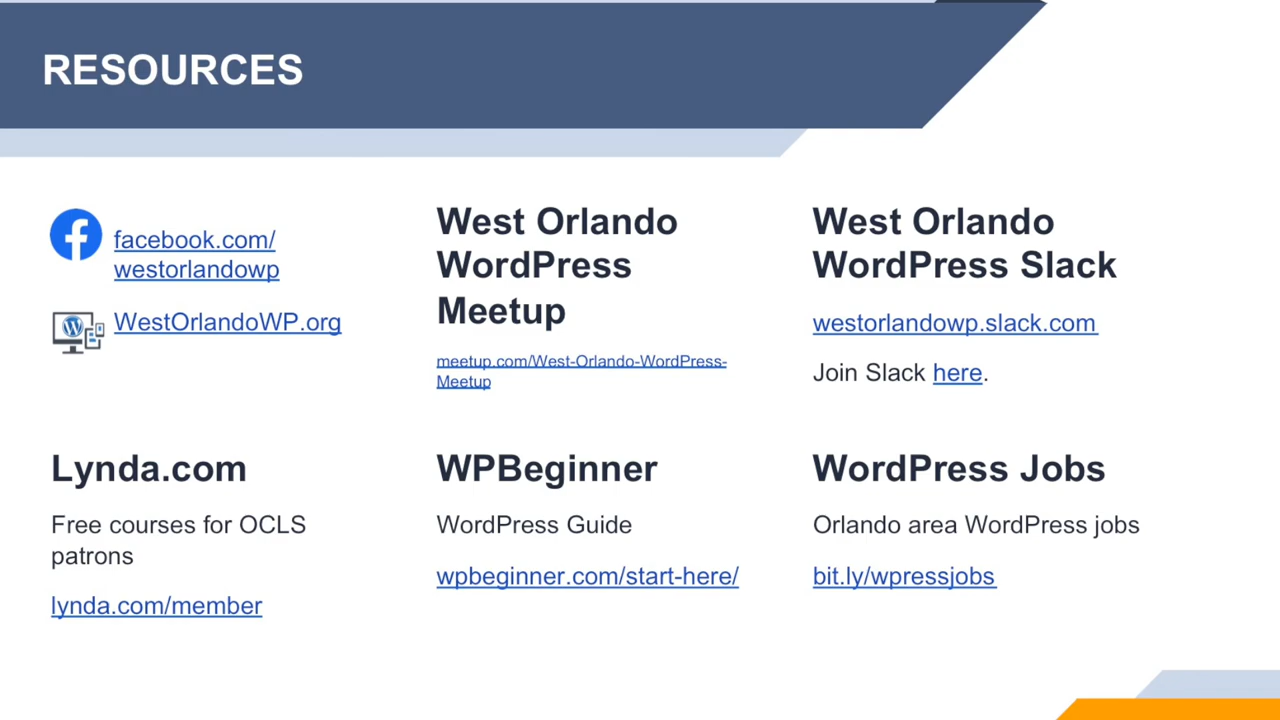 RESOURCES
facebook.com/
westorlandowp
WestOrlandoWP.org
West Orlando
WordPress
Meetup
meetup.com/West-Orlando-WordPress-
Meetup
West Orlando
WordPress Slack
westorlandowp.slack.com
Join Slack here.
Lynda.com
Free courses for OCLS
patrons
lynda.com/member
WPBeginner
WordPress Guide
wpbeginner.com/start-here/
WordPress Jobs
Orlando area WordPress jobs
bit.ly/wpressjobs